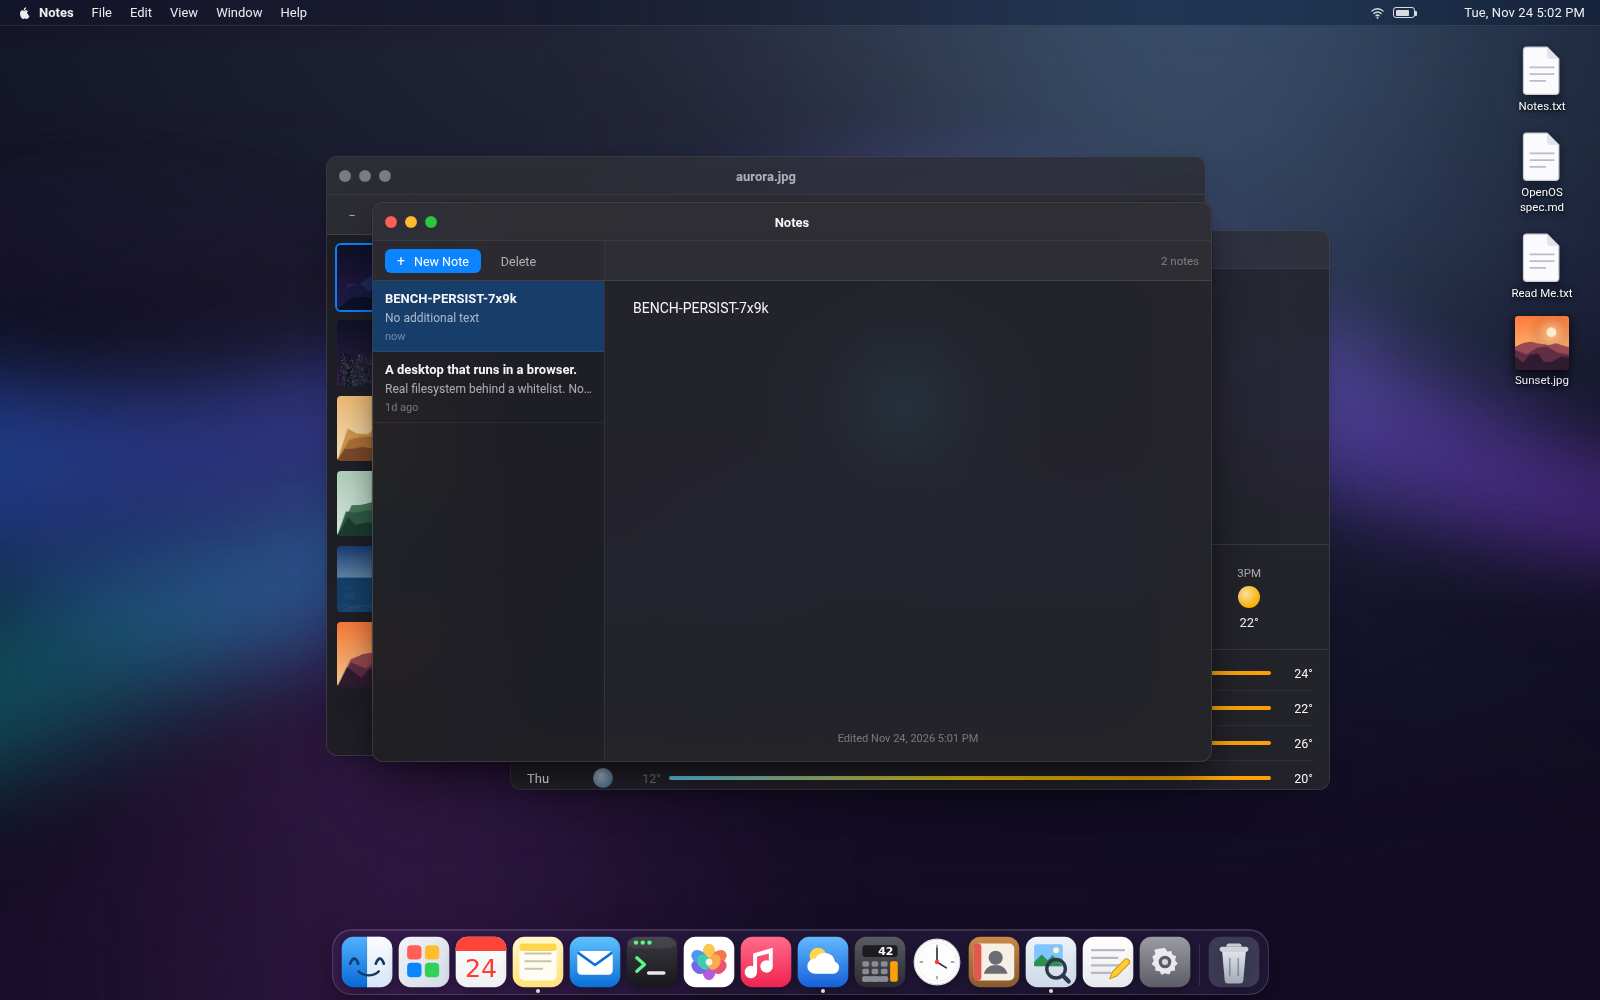 Notes File Edit View Window Help
Tue, Nov 24 5:02 PM
Notes.txt
OpenOS
spec.md
Read Me.txt
Sunset.jpg
aurora.jpg
−
Notes
+ New Note
Delete
2 notes
BENCH-PERSIST-7x9k
No additional text
now
A desktop that runs in a browser.
Real filesystem behind a whitelist. No…
1d ago
BENCH-PERSIST-7x9k
Edited Nov 24, 2026 5:01 PM
3PM
22°
24°
22°
26°
Thu 12° 20°
24
42